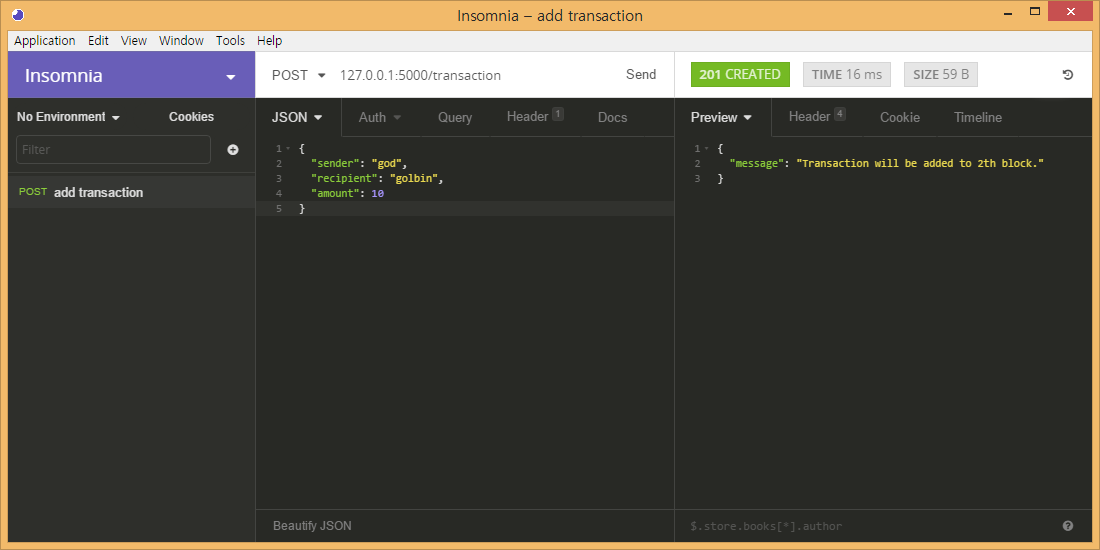 Insomnia – add transaction
Application Edit View Window Tools Help
Insomnia
POST 127.0.0.1:5000/transaction Send
201 CREATED TIME 16 ms SIZE 59 B
No Environment Cookies
JSON Auth Query Header 1 Docs
Preview Header 4 Cookie Timeline
Filter
POST add transaction
1 {
2 "sender": "god",
3 "recipient": "golbin",
4 "amount": 10
5 }
1 {
2 "message": "Transaction will be added to 2th block."
3 }
Beautify JSON
$.store.books[*].author